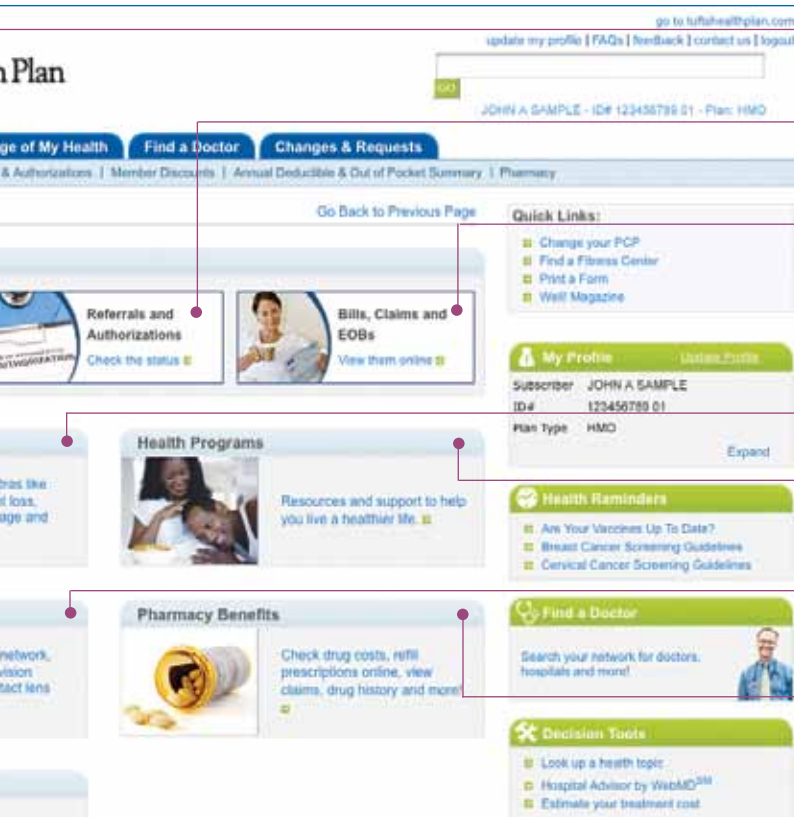 go to tuftshealthplan.com
update my profile | FAQs | feedback | contact us | logout
n Plan
GO
JOHN A SAMPLE - ID# 123456789 01 - Plan: HMO
ge of My Health
Find a Doctor
Changes & Requests
& Authorizations | Member Discounts | Annual Deductible & Out of Pocket Summary | Pharmacy
Go Back to Previous Page
Quick Links:
Change your PCP
Find a Fitness Center
Print a Form
Well! Magazine
Referrals and
Authorizations
Check the status
AUTHORIZATION
Bills, Claims and
EOBs
View them online
My Profile
Update Profile
Subscriber JOHN A SAMPLE
ID# 123456789 01
Plan Type HMO
Expand
tras like
t loss,
age and
Health Programs
Resources and support to help
you live a healthier life.
Health Reminders
Are Your Vaccines Up To Date?
Breast Cancer Screening Guidelines
Cervical Cancer Screening Guidelines
network,
vision
tact lens
Pharmacy Benefits
Check drug costs, refill
prescriptions online, view
claims, drug history and more!
Find a Doctor
Search your network for doctors,
hospitals and more!
Decision Tools
Look up a health topic
Hospital Advisor by WebMD SM
Estimate your treatment cost